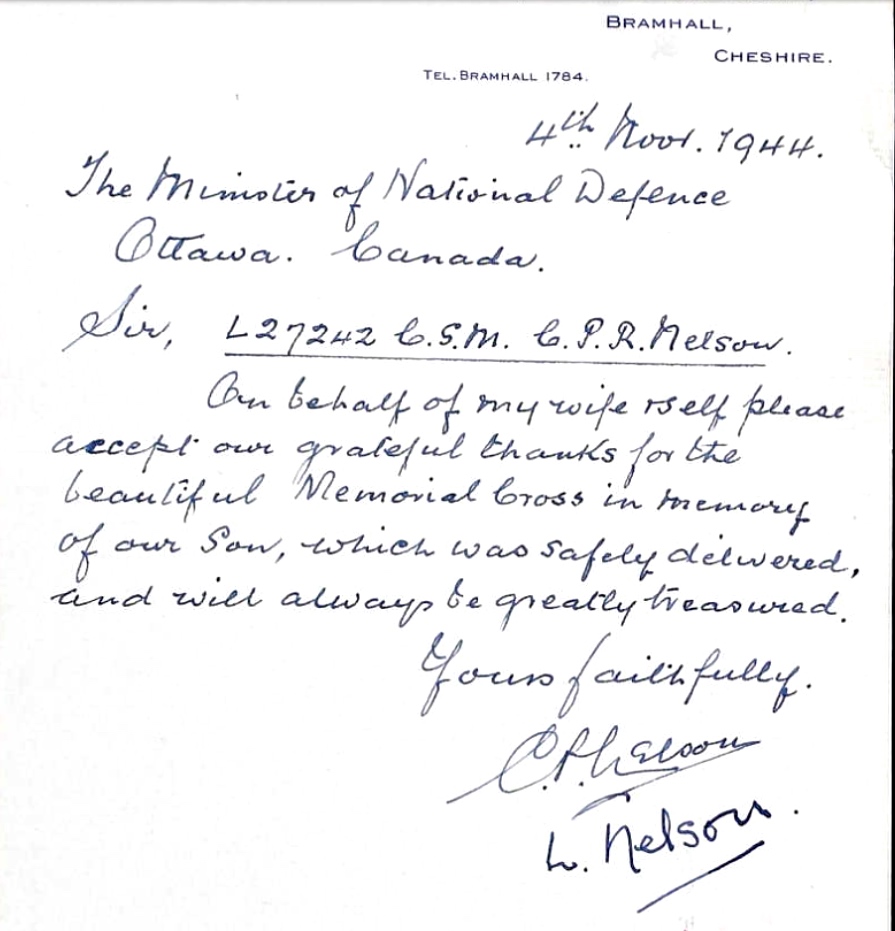 BRAMHALL,
CHESHIRE.
TEL. BRAMHALL 1784.
4th Novr. 1944.
The Minister of National Defence
Ottawa. Canada.
Sir, L27242 C.S.M. C.P.R. Nelson.
On behalf of my wife & self please
accept our grateful thanks for the
beautiful Memorial Cross in memory
of our Son, which was safely delivered,
and will always be greatly treasured.
Yours faithfully.
C.P. Nelson
L. Nelson.